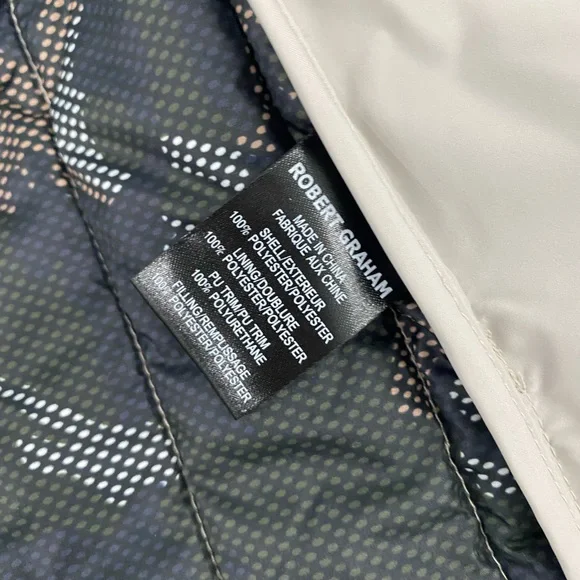 ROBERT GRAHAM
MADE IN CHINA
FABRIQUE AUX CHINE
SHELL/EXTERIEUR
100% POLYESTER/POLYESTER
LINING/DOUBLURE
100% POLYESTER/POLYESTER
PU TRIM/PU TRIM
100% POLYURETHANE
FILLING/REMPLISSAGE
100% POLYESTER/POLYESTER